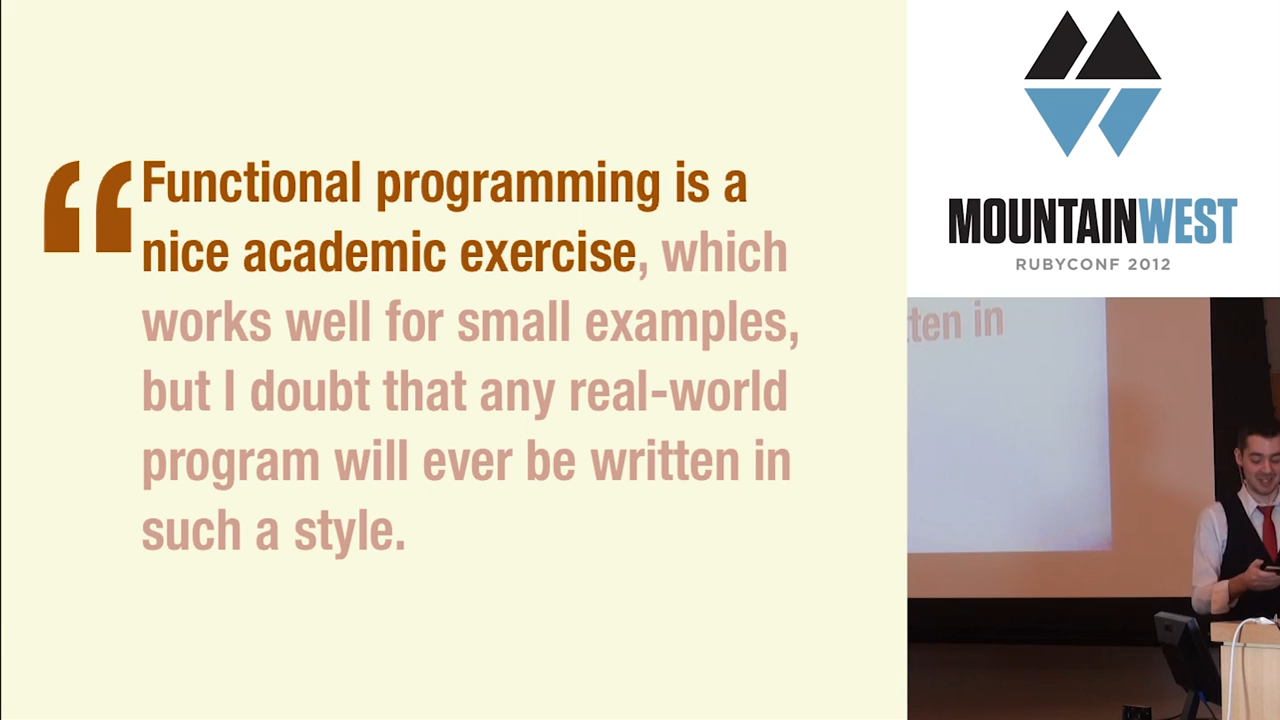 “Functional programming is a
nice academic exercise, which
works well for small examples,
but I doubt that any real-world
program will ever be written in
such a style.
MOUNTAINWEST
RUBYCONF 2012
ten in